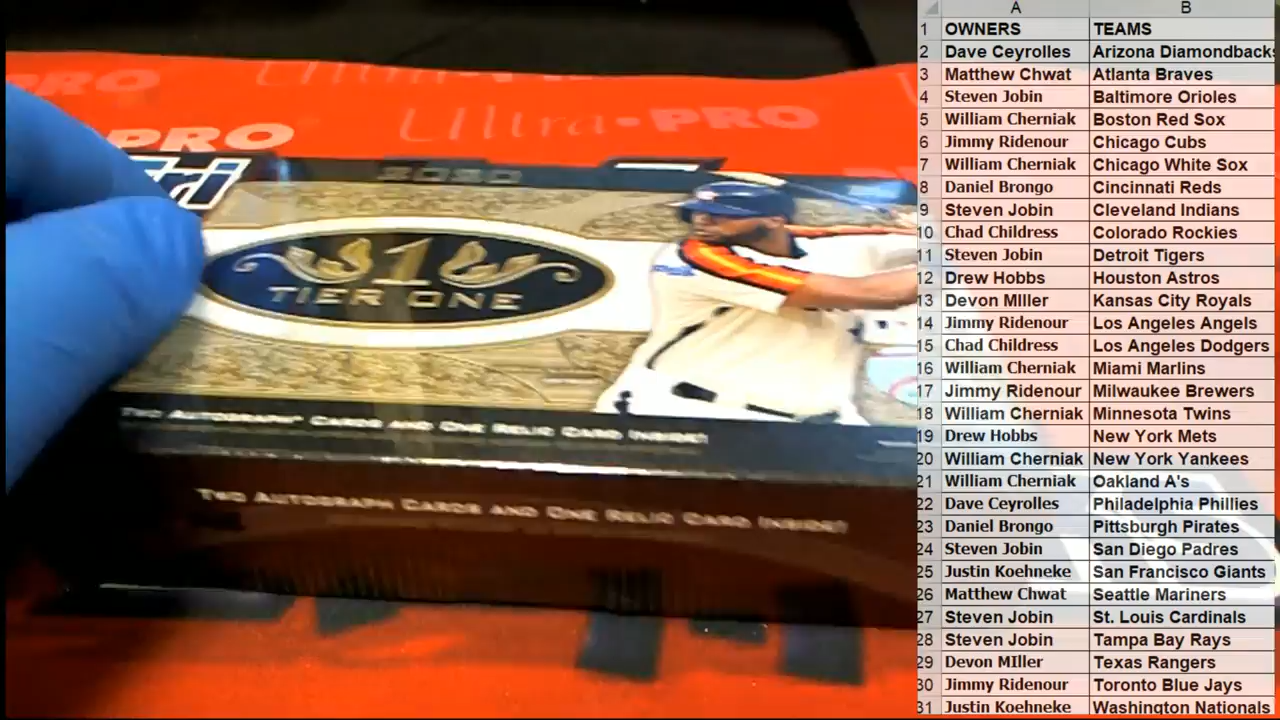 PRO
Ultra•PRO
PRO
2020
1
TIER ONE
TWO AUTOGRAPH CARDS AND ONE RELIC CARD INSIDE!
TWO AUTOGRAPH CARDS AND ONE RELIC CARD INSIDE!
A B
1 OWNERS TEAMS
2 Dave Ceyrolles Arizona Diamondbacks
3 Matthew Chwat Atlanta Braves
4 Steven Jobin Baltimore Orioles
5 William Cherniak Boston Red Sox
6 Jimmy Ridenour Chicago Cubs
7 William Cherniak Chicago White Sox
8 Daniel Brongo Cincinnati Reds
9 Steven Jobin Cleveland Indians
10 Chad Childress Colorado Rockies
11 Steven Jobin Detroit Tigers
12 Drew Hobbs Houston Astros
13 Devon MIller Kansas City Royals
14 Jimmy Ridenour Los Angeles Angels
15 Chad Childress Los Angeles Dodgers
16 William Cherniak Miami Marlins
17 Jimmy Ridenour Milwaukee Brewers
18 William Cherniak Minnesota Twins
19 Drew Hobbs New York Mets
20 William Cherniak New York Yankees
21 William Cherniak Oakland A's
22 Dave Ceyrolles Philadelphia Phillies
23 Daniel Brongo Pittsburgh Pirates
24 Steven Jobin San Diego Padres
25 Justin Koehneke San Francisco Giants
26 Matthew Chwat Seattle Mariners
27 Steven Jobin St. Louis Cardinals
28 Steven Jobin Tampa Bay Rays
29 Devon MIller Texas Rangers
30 Jimmy Ridenour Toronto Blue Jays
31 Justin Koehneke Washington Nationals